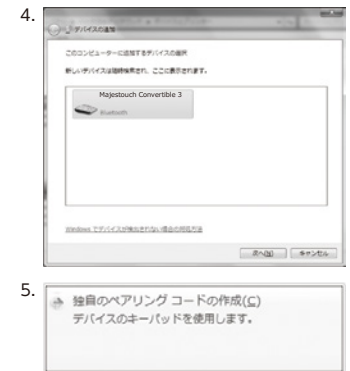 4.
デバイスの追加
このコンピューターに追加するデバイスの選択
新しいデバイスは随時検索され、ここに表示されます。
Majestouch Convertible 3
Bluetooth
Windows でデバイスが検出されない場合の対処方法
次へ(N) キャンセル
5.
独自のペアリング コードの作成(C)
デバイスのキーパッドを使用します。